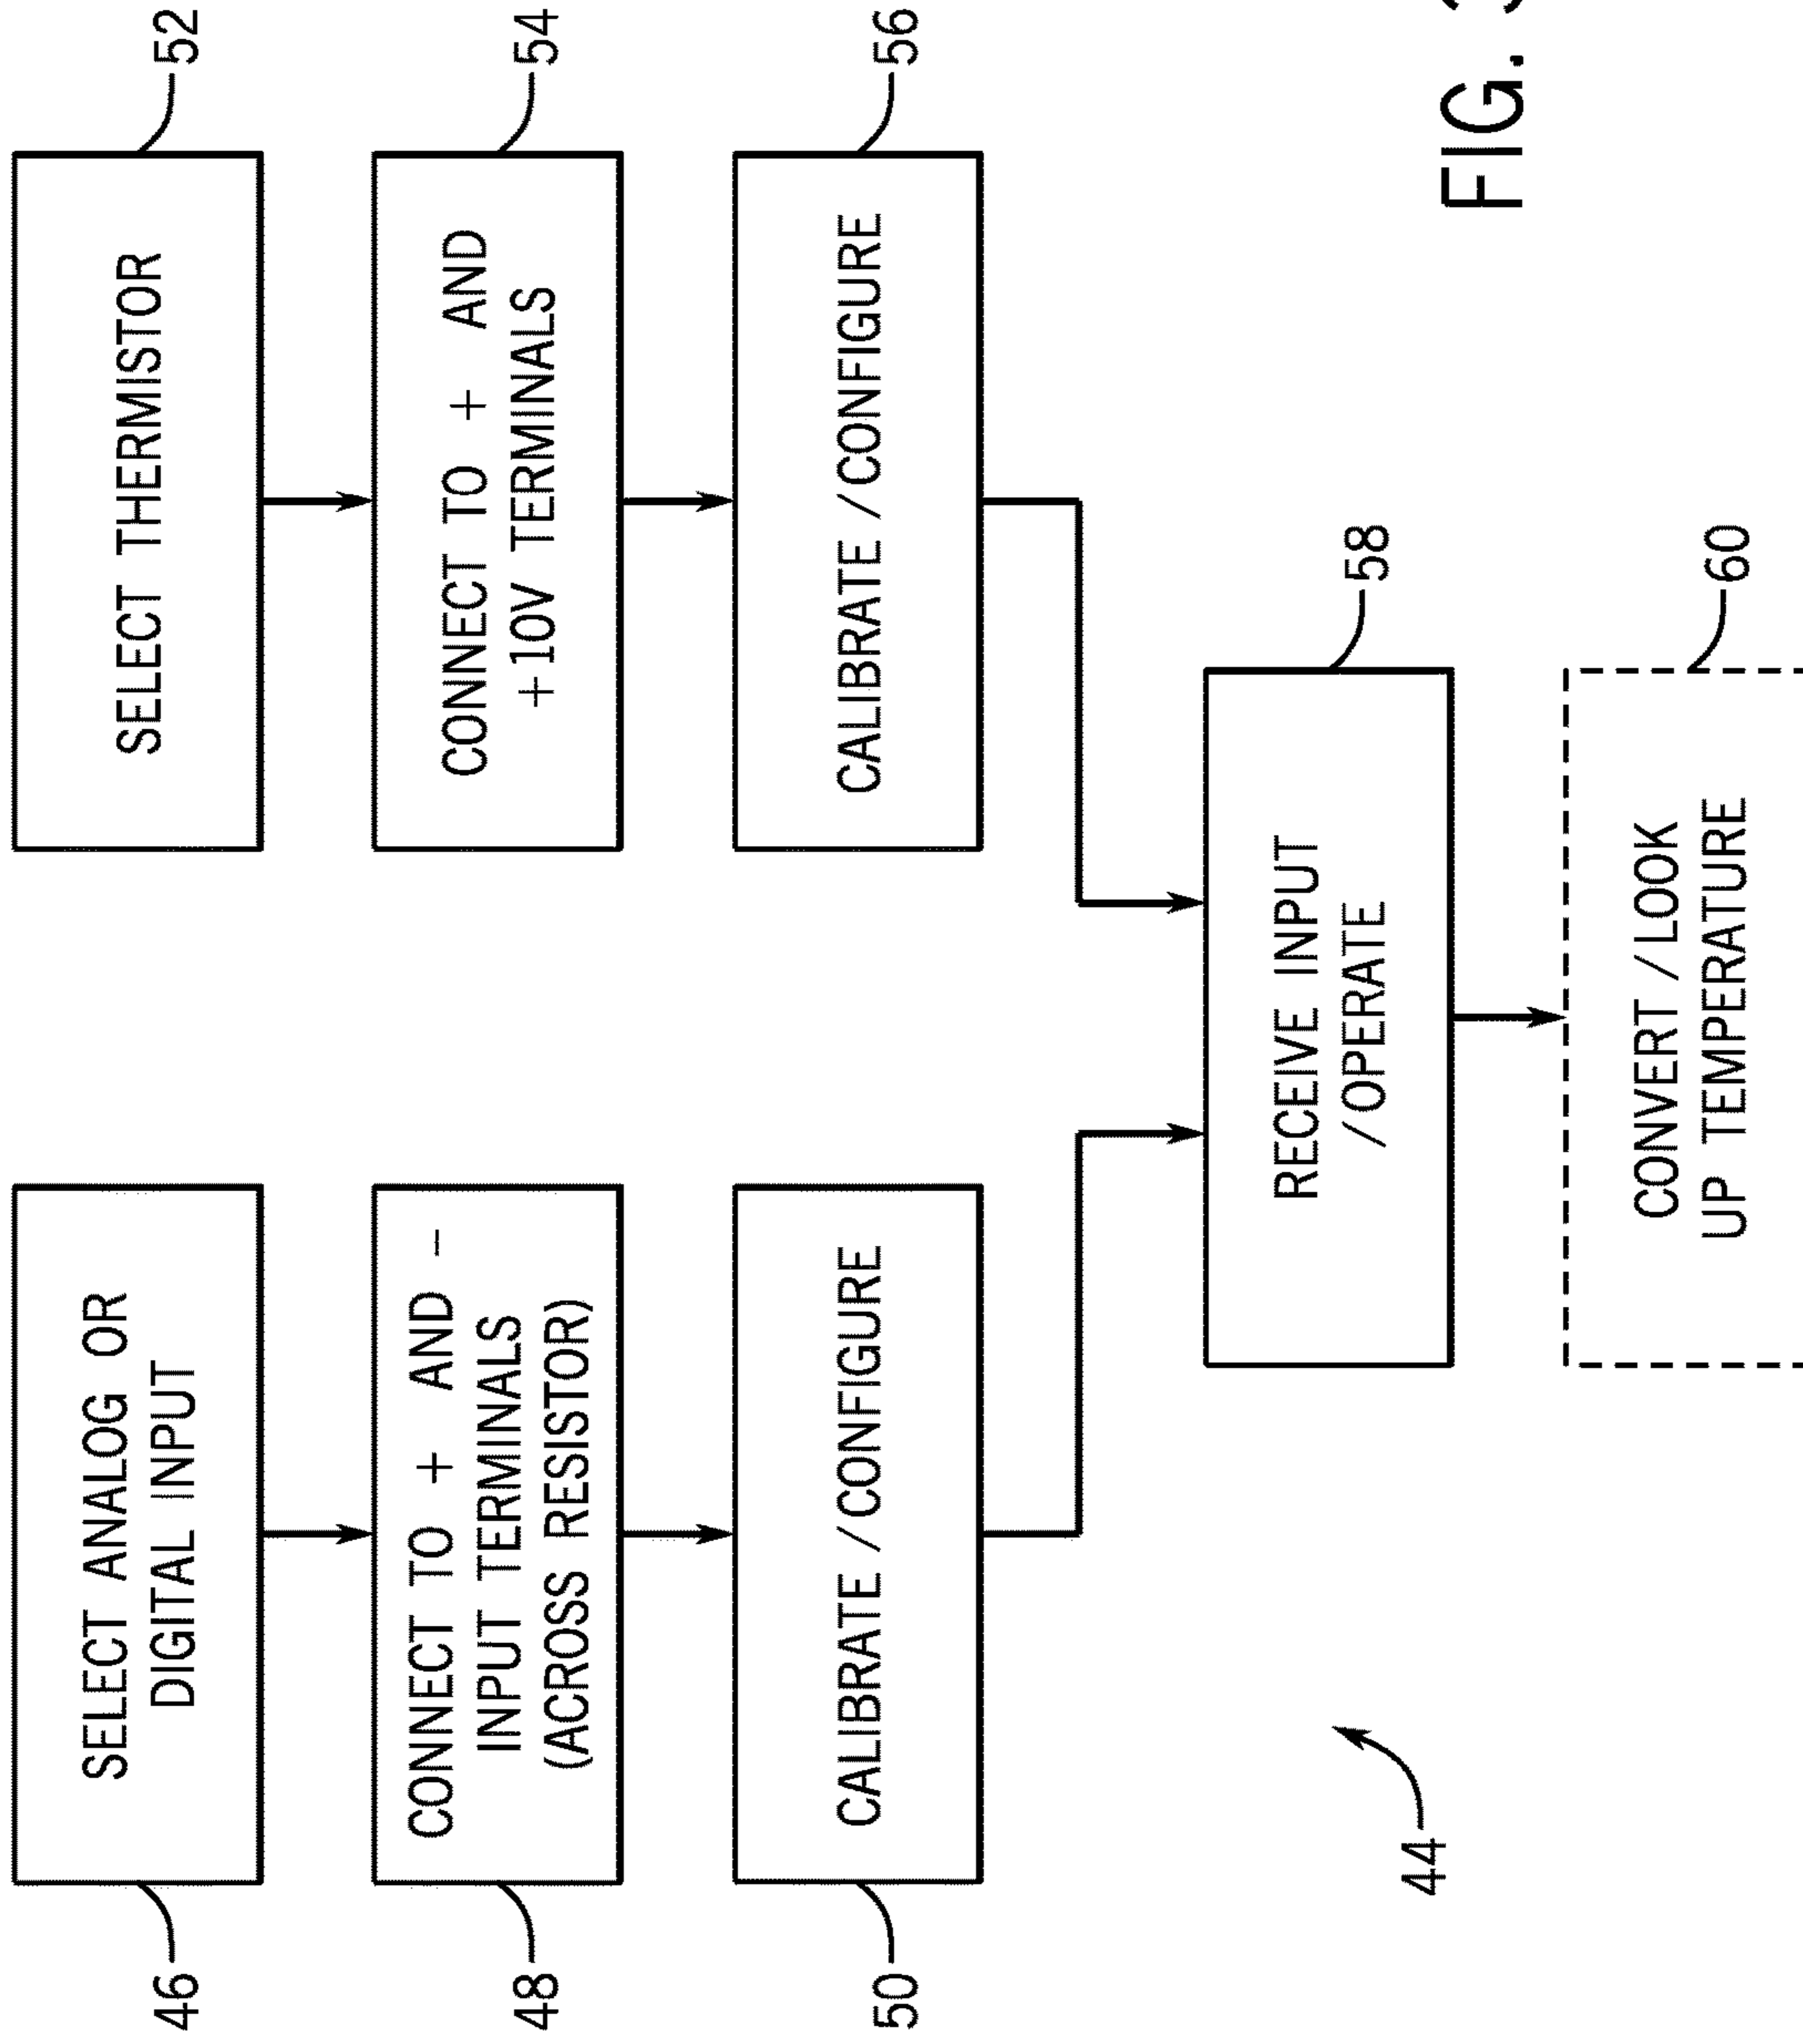 46
SELECT ANALOG OR
DIGITAL INPUT
48
CONNECT TO + AND -
INPUT TERMINALS
(ACROSS RESISTOR)
50
CALIBRATE/CONFIGURE
SELECT THERMISTOR
52
CONNECT TO + AND
+10V TERMINALS
54
CALIBRATE/CONFIGURE
56
RECEIVE INPUT
/OPERATE
58
CONVERT/LOOK
UP TEMPERATURE
60
44
FIG.